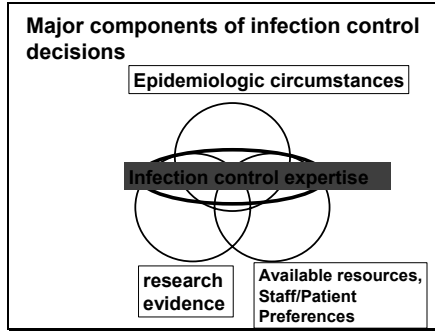 Major components of infection control
decisions
Epidemiologic circumstances
Infection control expertise
research
evidence
Available resources,
Staff/Patient
Preferences